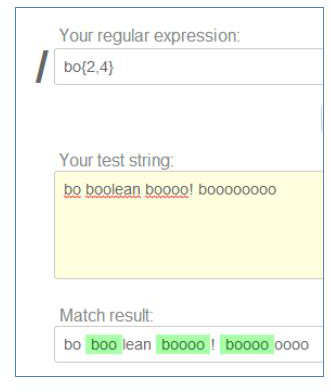 Your regular expression:
/ bo{2,4}
Your test string:
bo boolean boooo! booooooooo
Match result:
bo boo lean boooo ! boooo oooo